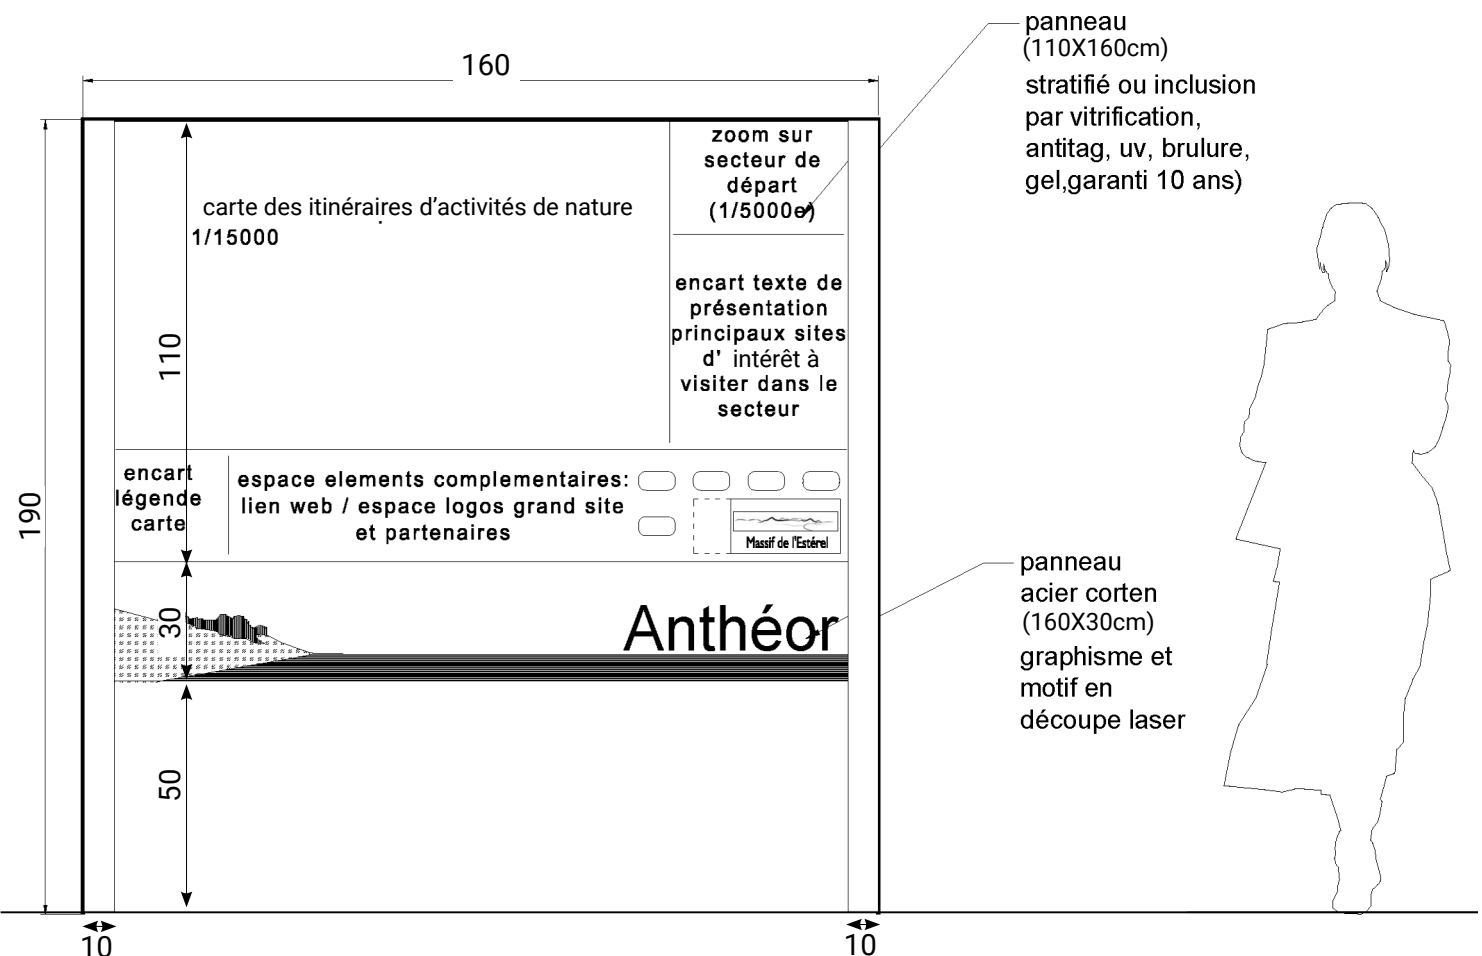 160
panneau
(110X160cm)
stratifié ou inclusion
par vitrification,
antitag, uv, brulure,
gel,garanti 10 ans)
zoom sur
secteur de
départ
(1/5000e)
carte des itinéraires d’activités de nature
1/15000
encart texte de
présentation
principaux sites
d' intérêt à
visiter dans le
secteur
110
190
encart
légende
carte
espace elements complementaires:
lien web / espace logos grand site
et partenaires
Massif de l'Estérel
30
Anthéor
panneau
acier corten
(160X30cm)
graphisme et
motif en
découpe laser
50
10
10